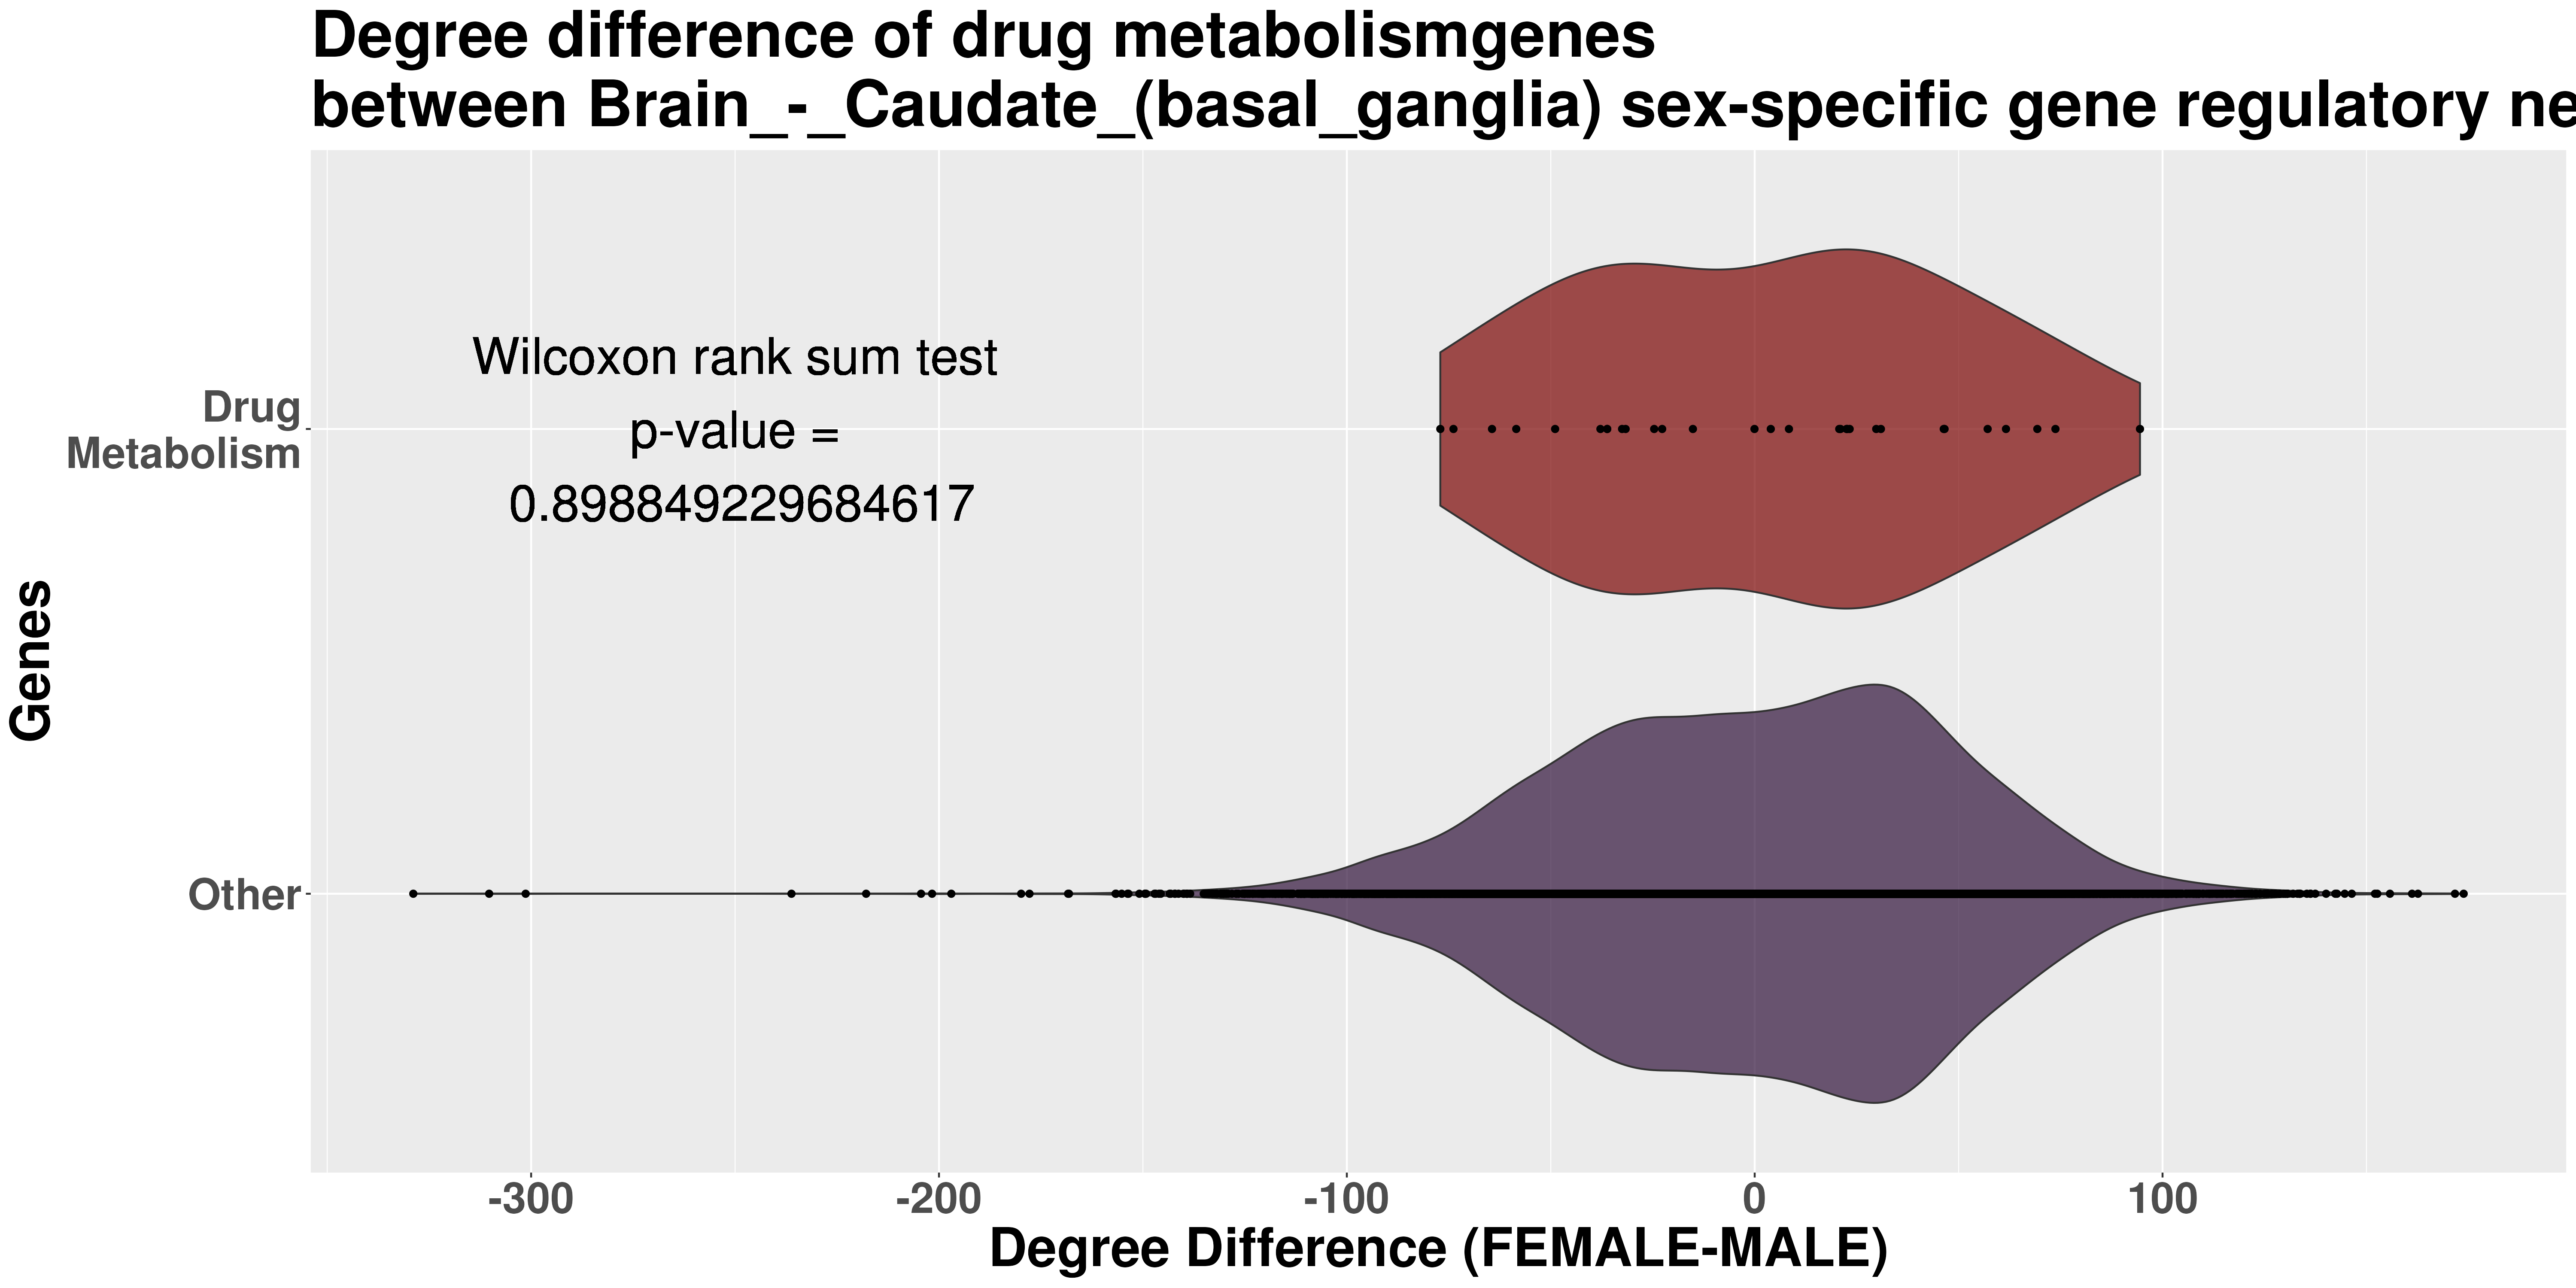 Degree difference of drug metabolismgenes
between Brain_-_Caudate_(basal_ganglia) sex-specific gene regulatory ne
Wilcoxon rank sum test
p-value =
0.898849229684617
Drug
Metabolism
Other
Genes
-300 -200 -100 0 100
Degree Difference (FEMALE-MALE)